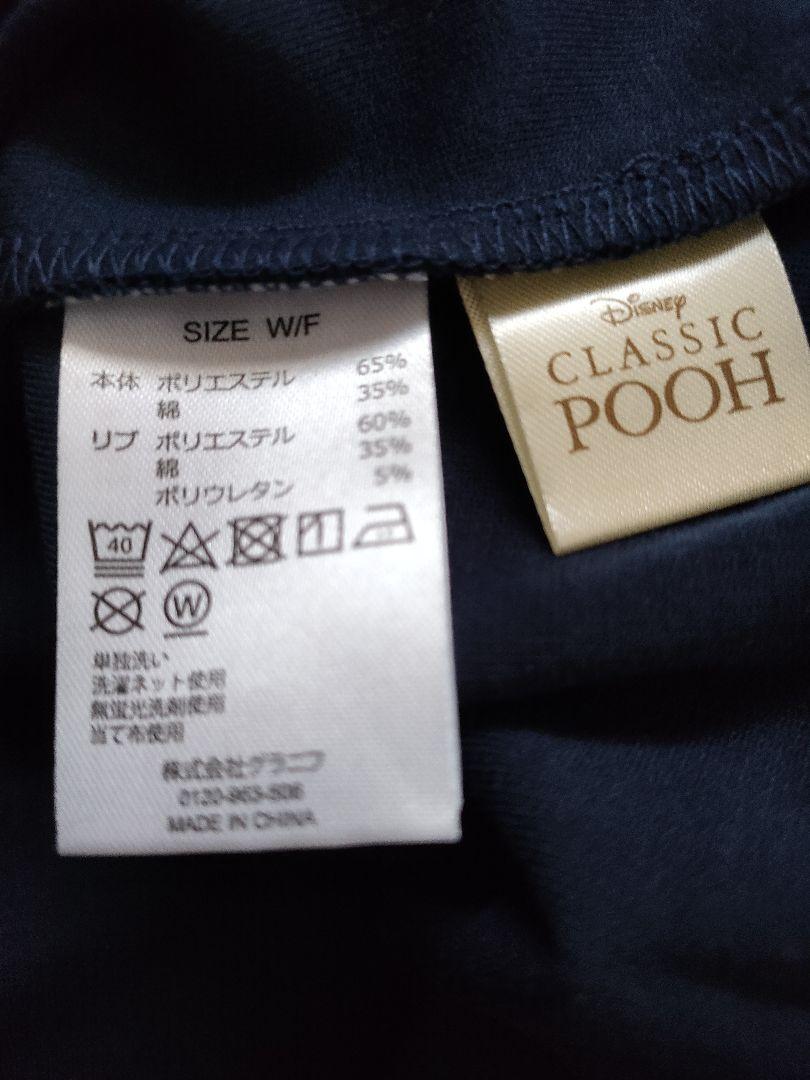 SIZE W/F
本体 ポリエステル 65%
綿 35%
リブ ポリエステル 60%
綿 35%
ポリウレタン 5%
40
W
単独洗い
洗濯ネット使用
無蛍光洗剤使用
当て布使用
株式会社グラニフ
MADE IN CHINA
Disney
CLASSIC
POOH